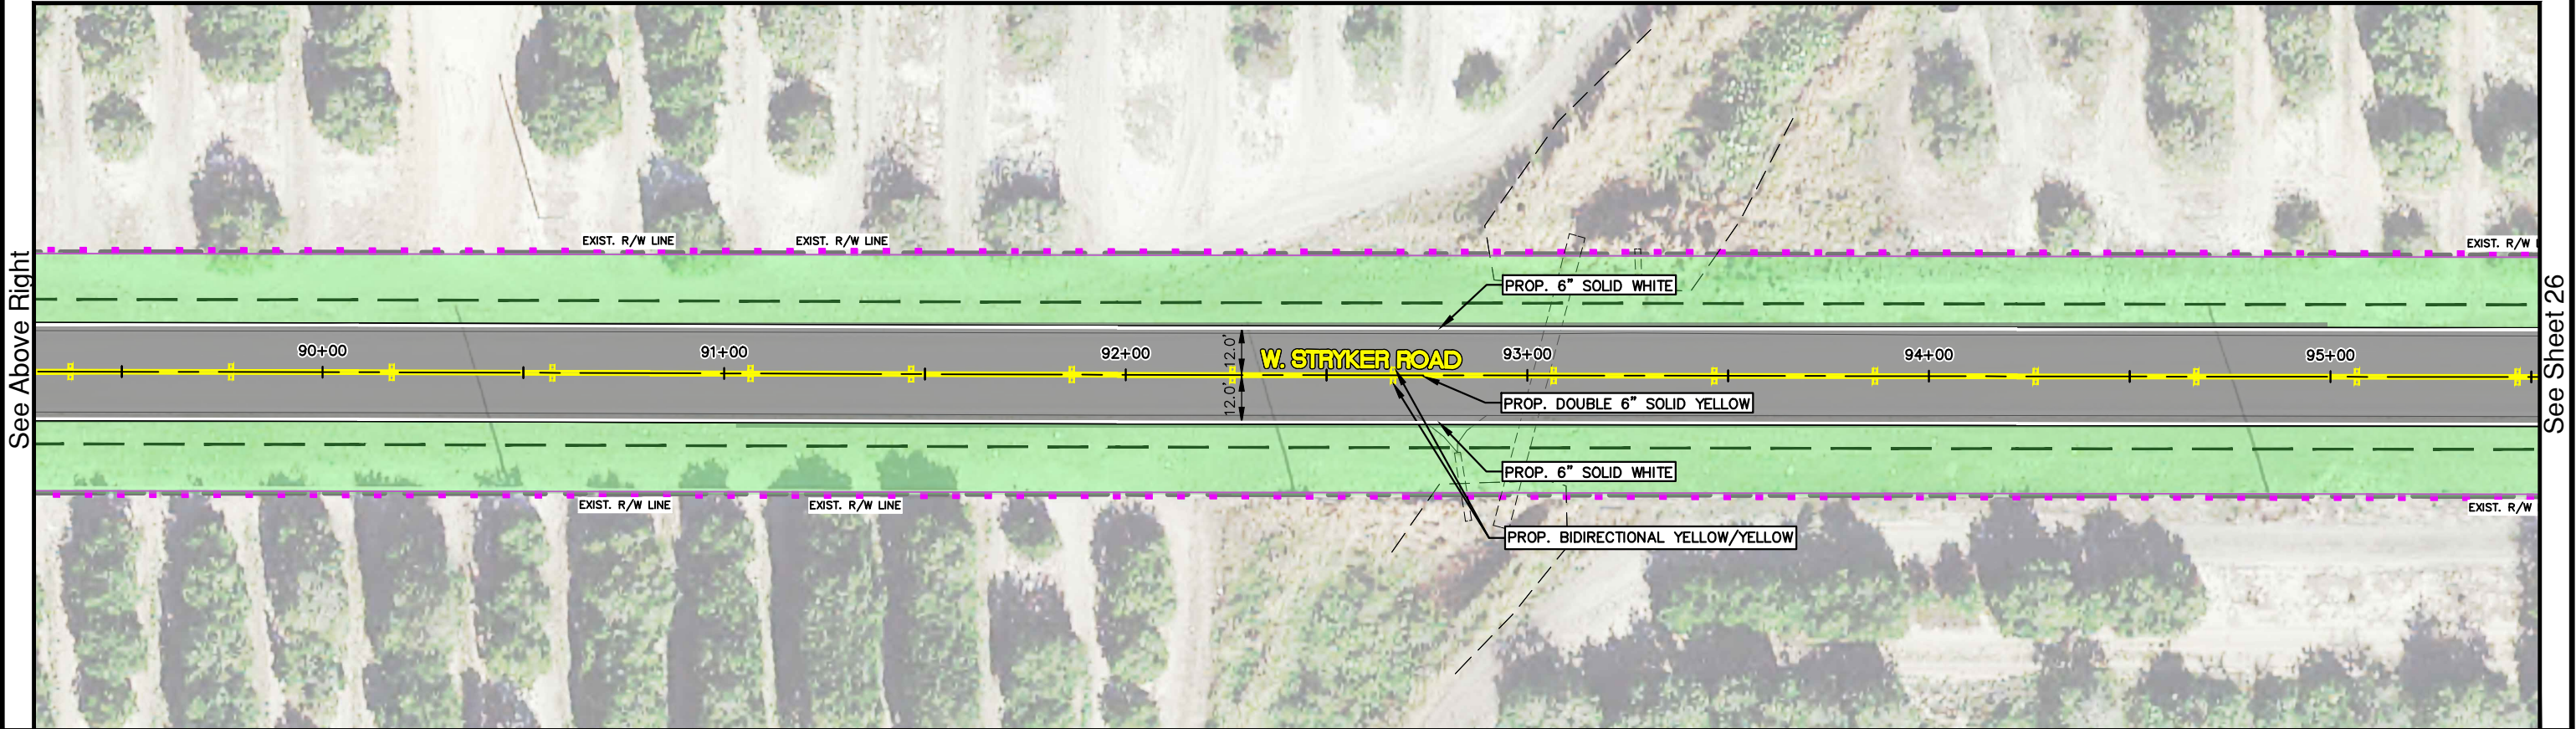 See Above Right
EXIST. R/W LINE
EXIST. R/W LINE
EXIST. R/W
PROP. 6" SOLID WHITE
90+00
91+00
92+00
12.0'
12.0'
W. STRYKER ROAD
93+00
94+00
95+00
PROP. DOUBLE 6" SOLID YELLOW
PROP. 6" SOLID WHITE
EXIST. R/W LINE
EXIST. R/W LINE
EXIST. R/W
PROP. BIDIRECTIONAL YELLOW/YELLOW
See Sheet 26